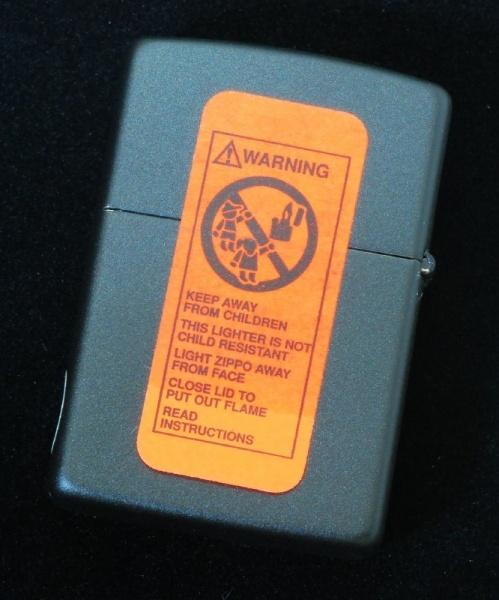 WARNING
KEEP AWAY
FROM CHILDREN
THIS LIGHTER IS NOT
CHILD RESISTANT
LIGHT ZIPPO AWAY
FROM FACE
CLOSE LID TO
PUT OUT FLAME
READ
INSTRUCTIONS